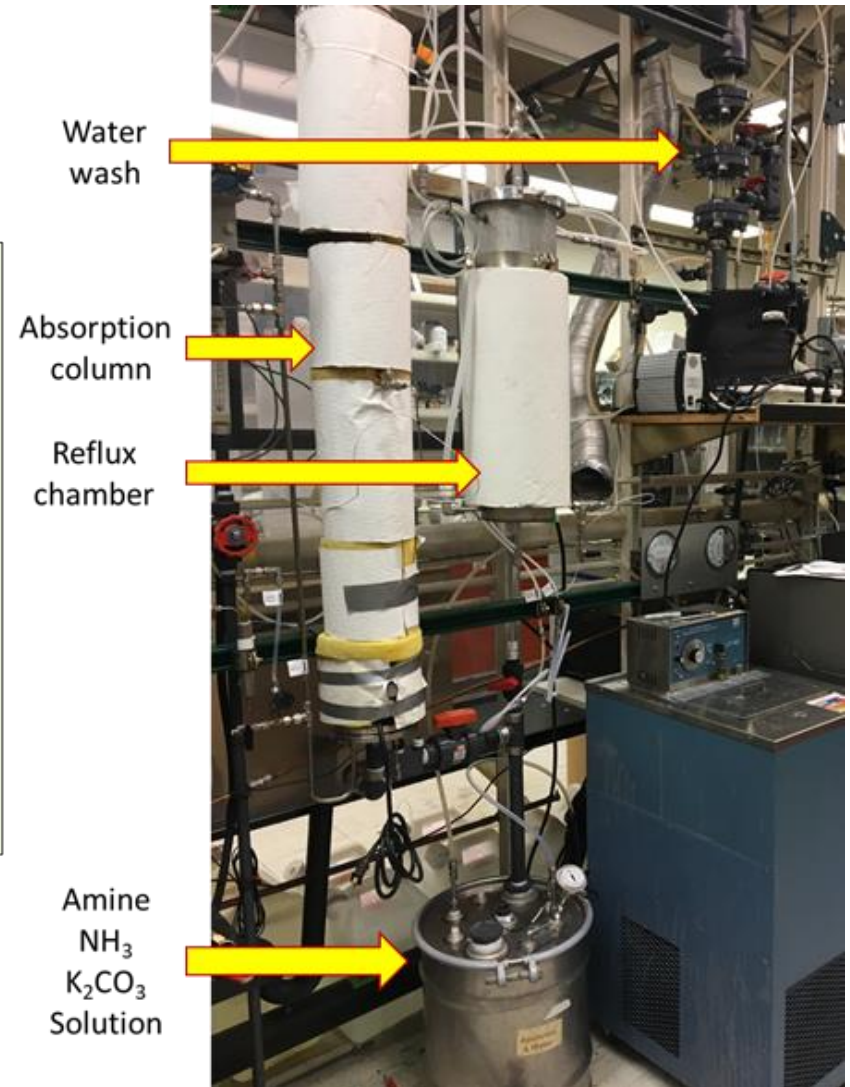 Water
wash
Absorption
column
Reflux
chamber
Amine
NH₃
K₂CO₃
Solution